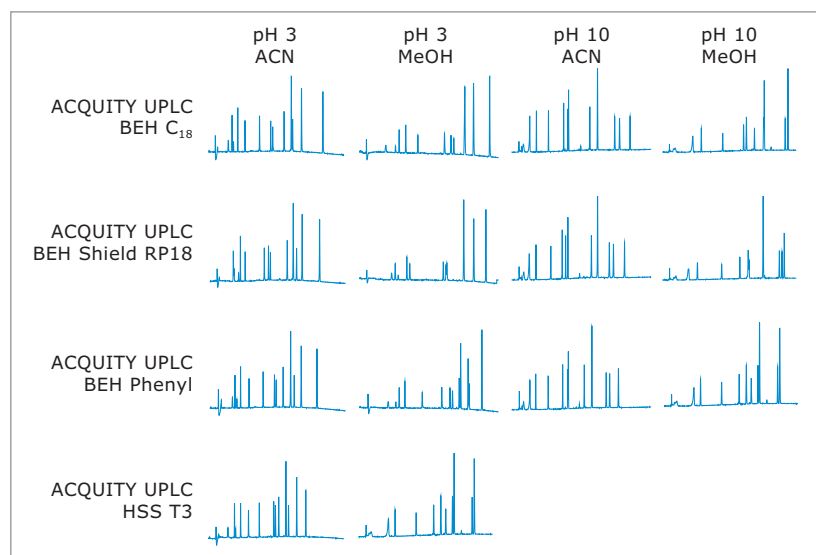 pH 3 pH 3 pH 10 pH 10
ACN MeOH ACN MeOH
ACQUITY UPLC
BEH C₁₈
ACQUITY UPLC
BEH Shield RP18
ACQUITY UPLC
BEH Phenyl
ACQUITY UPLC
HSS T3